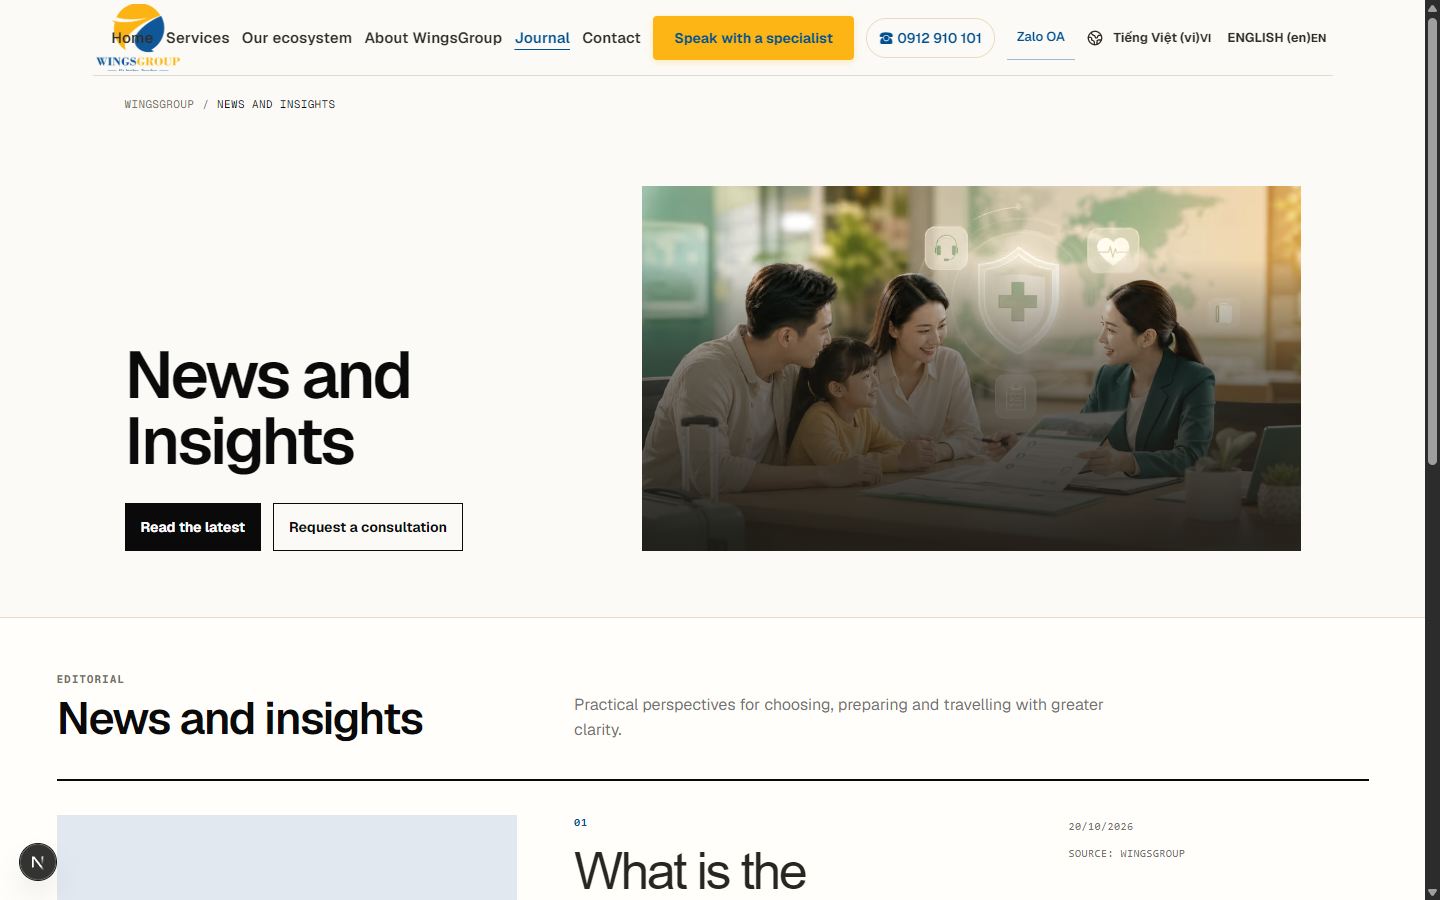 WINGSGROUP
Home Services Our ecosystem About WingsGroup Journal Contact Speak with a specialist ☎ 0912 910 101 Zalo OA Tiếng Việt (vi)VI ENGLISH (en)EN
WINGSGROUP / NEWS AND INSIGHTS
News and
Insights
Read the latest Request a consultation
EDITORIAL
News and insights
Practical perspectives for choosing, preparing and travelling with greater
clarity.
01
20/10/2026
What is the
SOURCE: WINGSGROUP
N